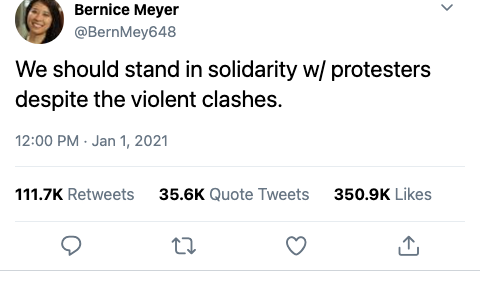 Bernice Meyer
@BernMey648
We should stand in solidarity w/ protesters
despite the violent clashes.
12:00 PM · Jan 1, 2021
111.7K Retweets 35.6K Quote Tweets 350.9K Likes